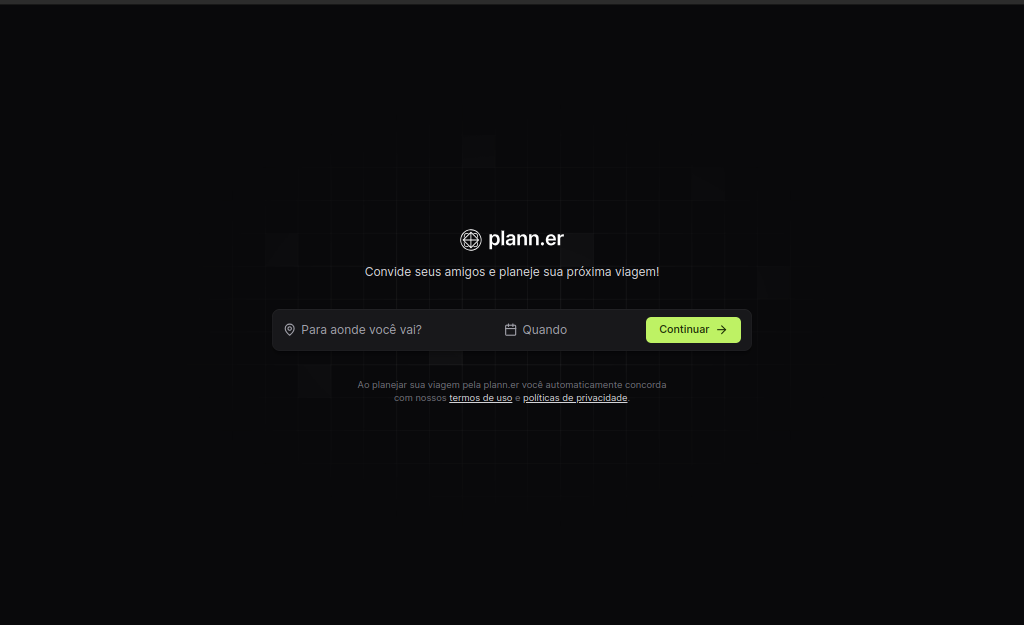 plann.er
Convide seus amigos e planeje sua próxima viagem!
Para aonde você vai?
Quando
Continuar
Ao planejar sua viagem pela plann.er você automaticamente concorda
com nossos termos de uso e políticas de privacidade.